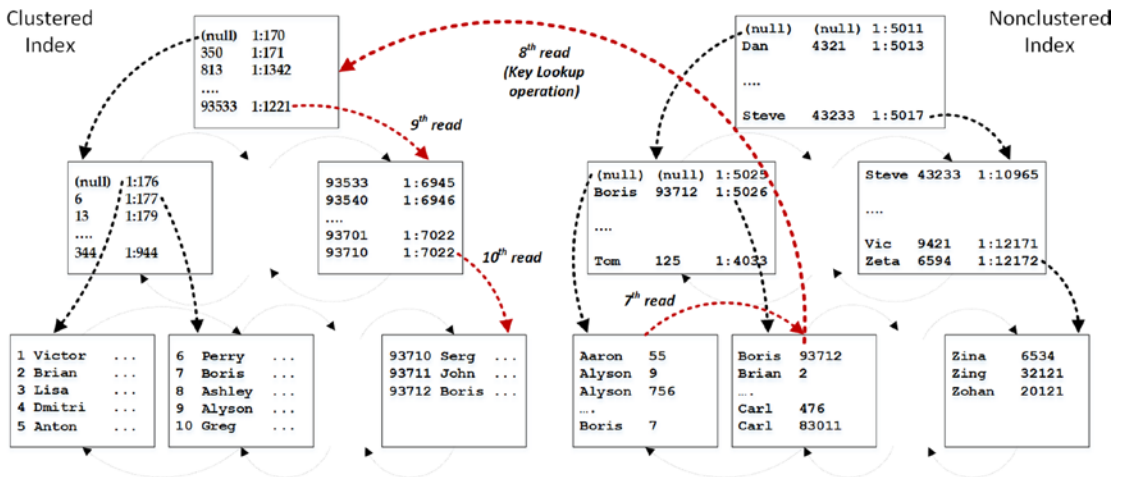 Clustered
Index
(null) 1:170
350 1:171
813 1:1342
....
93533 1:1221
8th read
(Key Lookup
operation)
(null) (null) 1:5011
Dan 4321 1:5013
....
Steve 43233 1:5017
Nonclustered
Index
9th read
(null) 1:176
6 1:177
13 1:179
....
344 1:944
93533 1:6945
93540 1:6946
....
93701 1:7022
93710 1:7022
10th read
(null) (null) 1:5025
Boris 93712 1:5026
....
Tom 125 1:4033
Steve 43233 1:10965
....
Vic 9421 1:12171
Zeta 6594 1:12172
7th read
1 Victor ...
2 Brian ...
3 Lisa ...
4 Dmitri ...
5 Anton ...
6 Perry ...
7 Boris ...
8 Ashley ...
9 Alyson ...
10 Greg ...
93710 Serg ...
93711 John ...
93712 Boris ...
Aaron 55
Alyson 9
Alyson 756
....
Boris 7
Boris 93712
Brian 2
....
Carl 476
Carl 83011
Zina 6534
Zing 32121
Zohan 20121